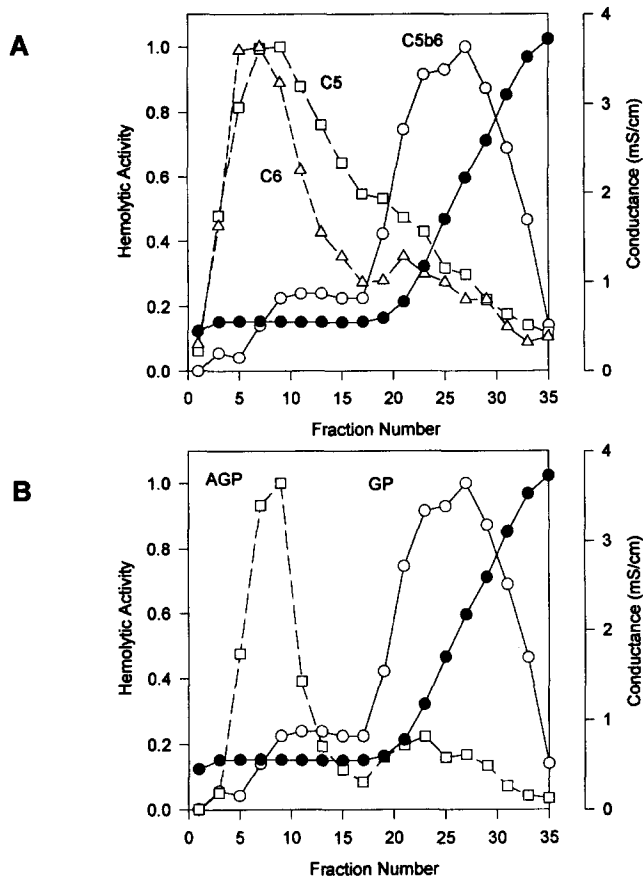 A
C5b6
C5
C6
Hemolytic Activity
1.0
0.8
0.6
0.4
0.2
0.0
Conductance (mS/cm)
4
3
2
1
0
0 5 10 15 20 25 30 35
Fraction Number
B
AGP GP
Hemolytic Activity
1.0
0.8
0.6
0.4
0.2
0.0
Conductance (mS/cm)
4
3
2
1
0
0 5 10 15 20 25 30 35
Fraction Number